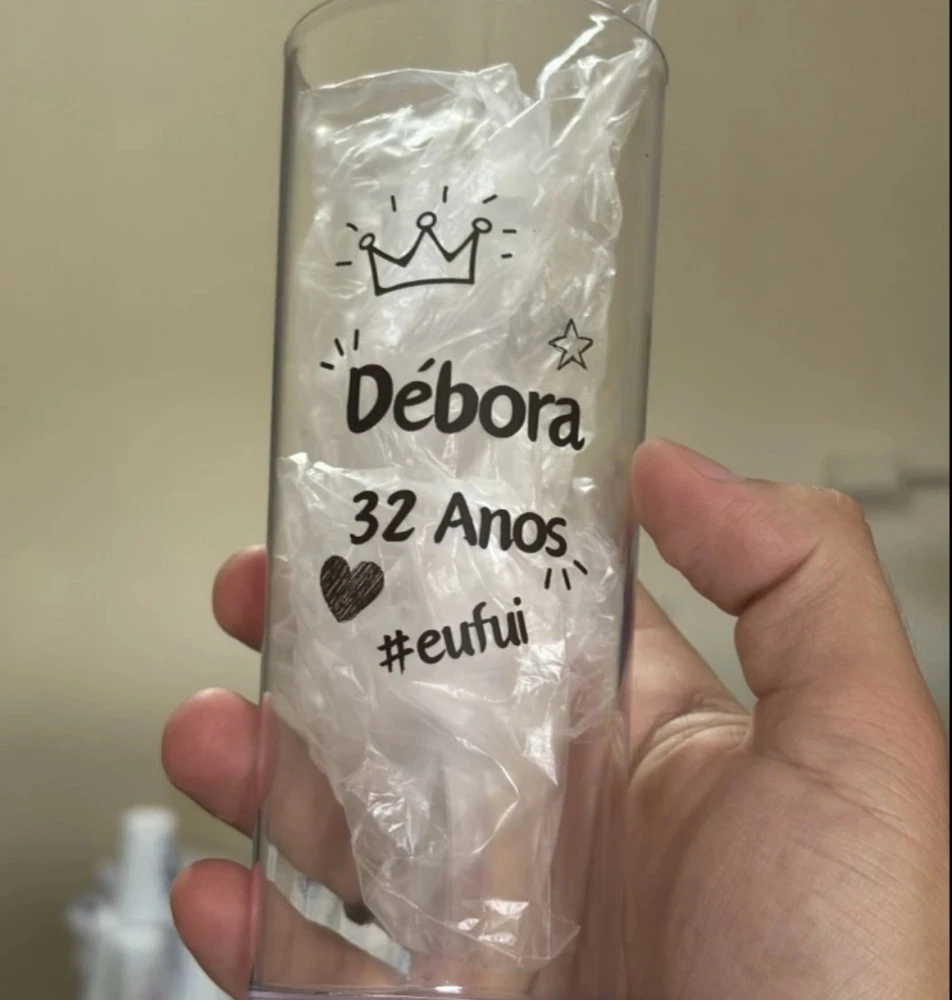 Débora
32 Anos
#eufui